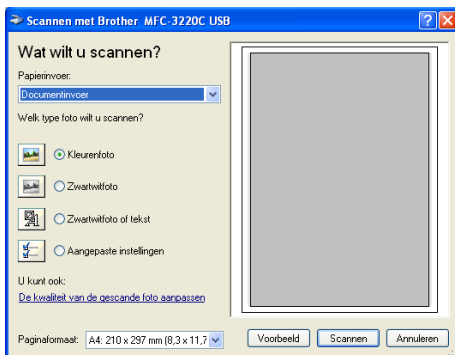 Scannen met Brother MFC-3220C USB
Wat wilt u scannen?
Papierinvoer:
Documentinvoer
Welk type foto wilt u scannen?
Kleurenfoto
Zwartwitfoto
Zwartwitfoto of tekst
Aangepaste instellingen
U kunt ook:
De kwaliteit van de gescande foto aanpassen
Paginaformaat: A4: 210 x 297 mm (8,3 x 11,7
Voorbeeld Scannen Annuleren